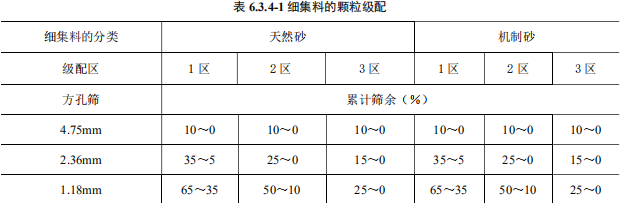 表 6.3.4-1 细集料的颗粒级配
细集料的分类 天然砂 机制砂
级配区 1 区 2 区 3 区 1 区 2 区 3 区
方孔筛 累计筛余（%）
4.75mm 10～0 10～0 10～0 10～0 10～0 10～0
2.36mm 35～5 25～0 15～0 35～5 25～0 15～0
1.18mm 65～35 50～10 25～0 65～35 50～10 25～0